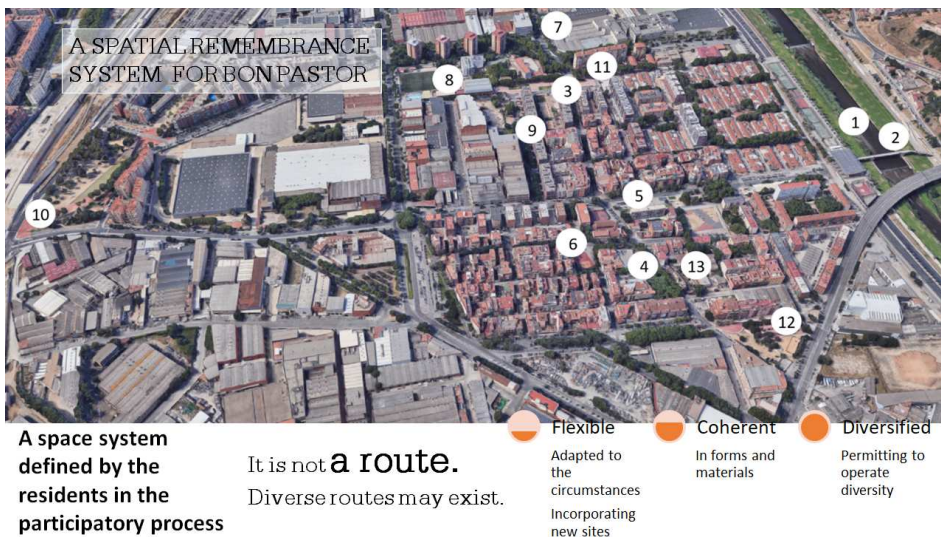 A SPATIAL REMEMBRANCE
SYSTEM FOR BON PASTOR
7
8
11
3
9
1
2
10
5
6
4
13
12
A space system
defined by the
residents in the
participatory process
It is not a route.
Diverse routes may exist.
Flexible
Adapted to
the
circumstances
Incorporating
new sites
Coherent
In forms and
materials
Diversified
Permitting to
operate
diversity